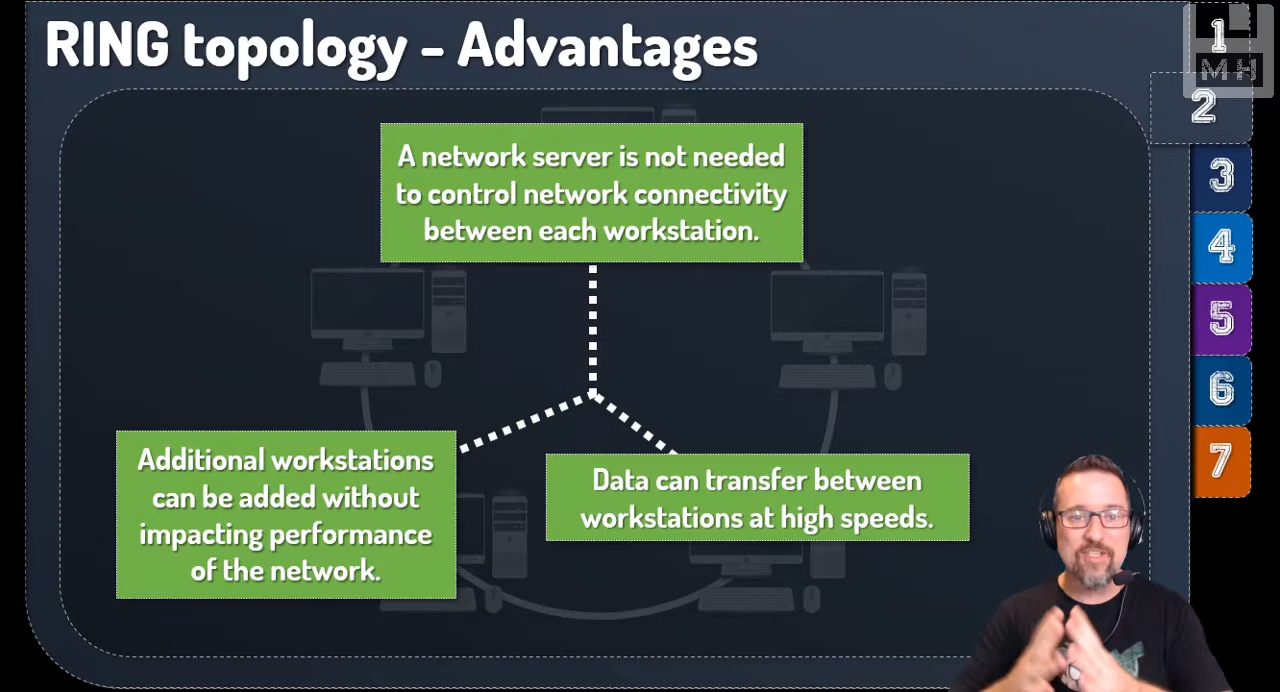 RING topology - Advantages
A network server is not needed
to control network connectivity
between each workstation.
Additional workstations
can be added without
impacting performance
of the network.
Data can transfer between
workstations at high speeds.
1
MH
2
3
4
5
6
7